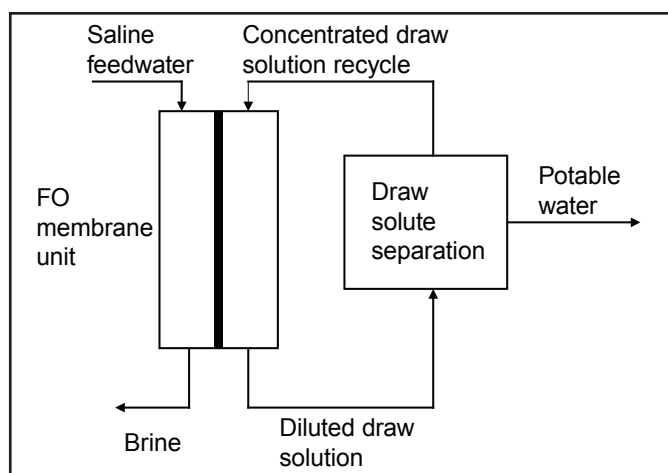 Saline
feedwater
Concentrated draw
solution recycle
FO
membrane
unit
Draw
solute
separation
Potable
water
Brine
Diluted draw
solution